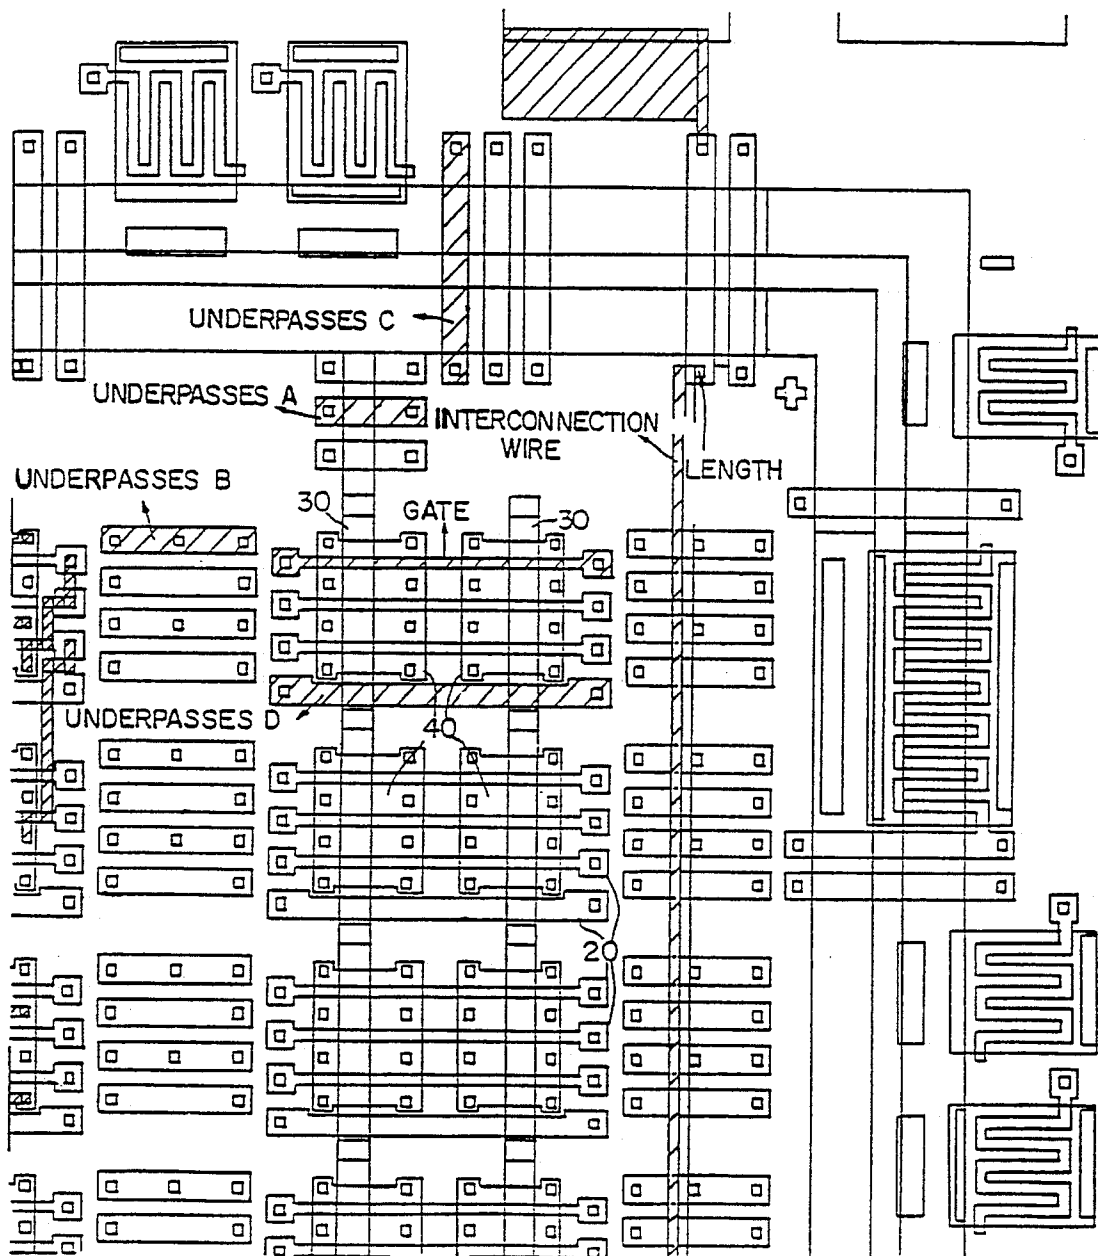 UNDERPASSES C
UNDERPASSES A
INTERCONNECTION
WIRE
LENGTH
UNDERPASSES B
30
GATE
30
UNDERPASSES D
40
20